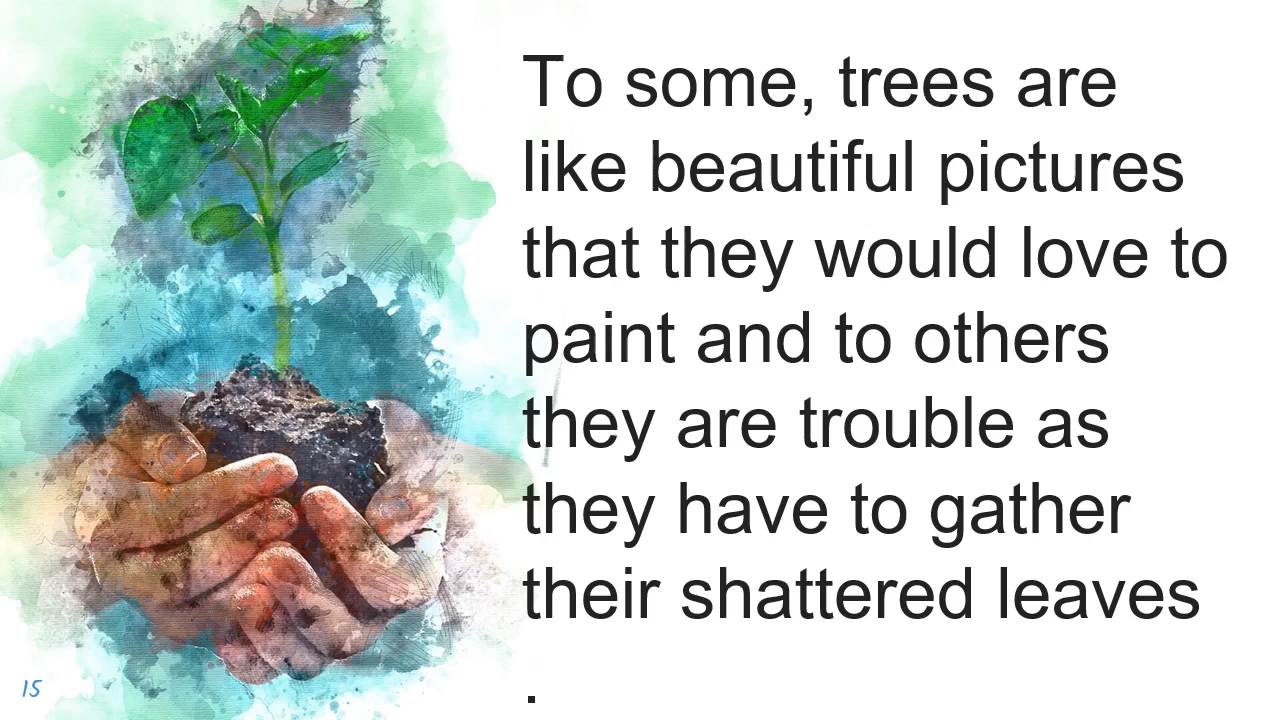 To some, trees are
like beautiful pictures
that they would love to
paint and to others
they are trouble as
they have to gather
their shattered leaves
.
15